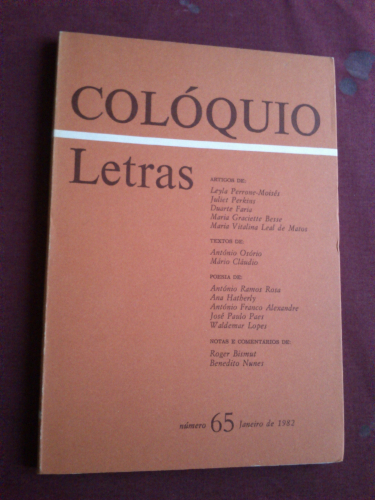 COLÓQUIO
Letras
ARTIGOS DE:
Leyla Perrone-Moisés
Juliet Perkins
Duarte Faria
Maria Graciette Besse
Maria Vitalina Leal de Matos
TEXTOS DE:
António Osório
Mário Cláudio
POESIA DE:
António Ramos Rosa
Ana Hatherly
António Franco Alexandre
José Paulo Paes
Waldemar Lopes
NOTAS E COMENTÁRIOS DE:
Roger Bismut
Benedito Nunes
número 65 Janeiro de 1982